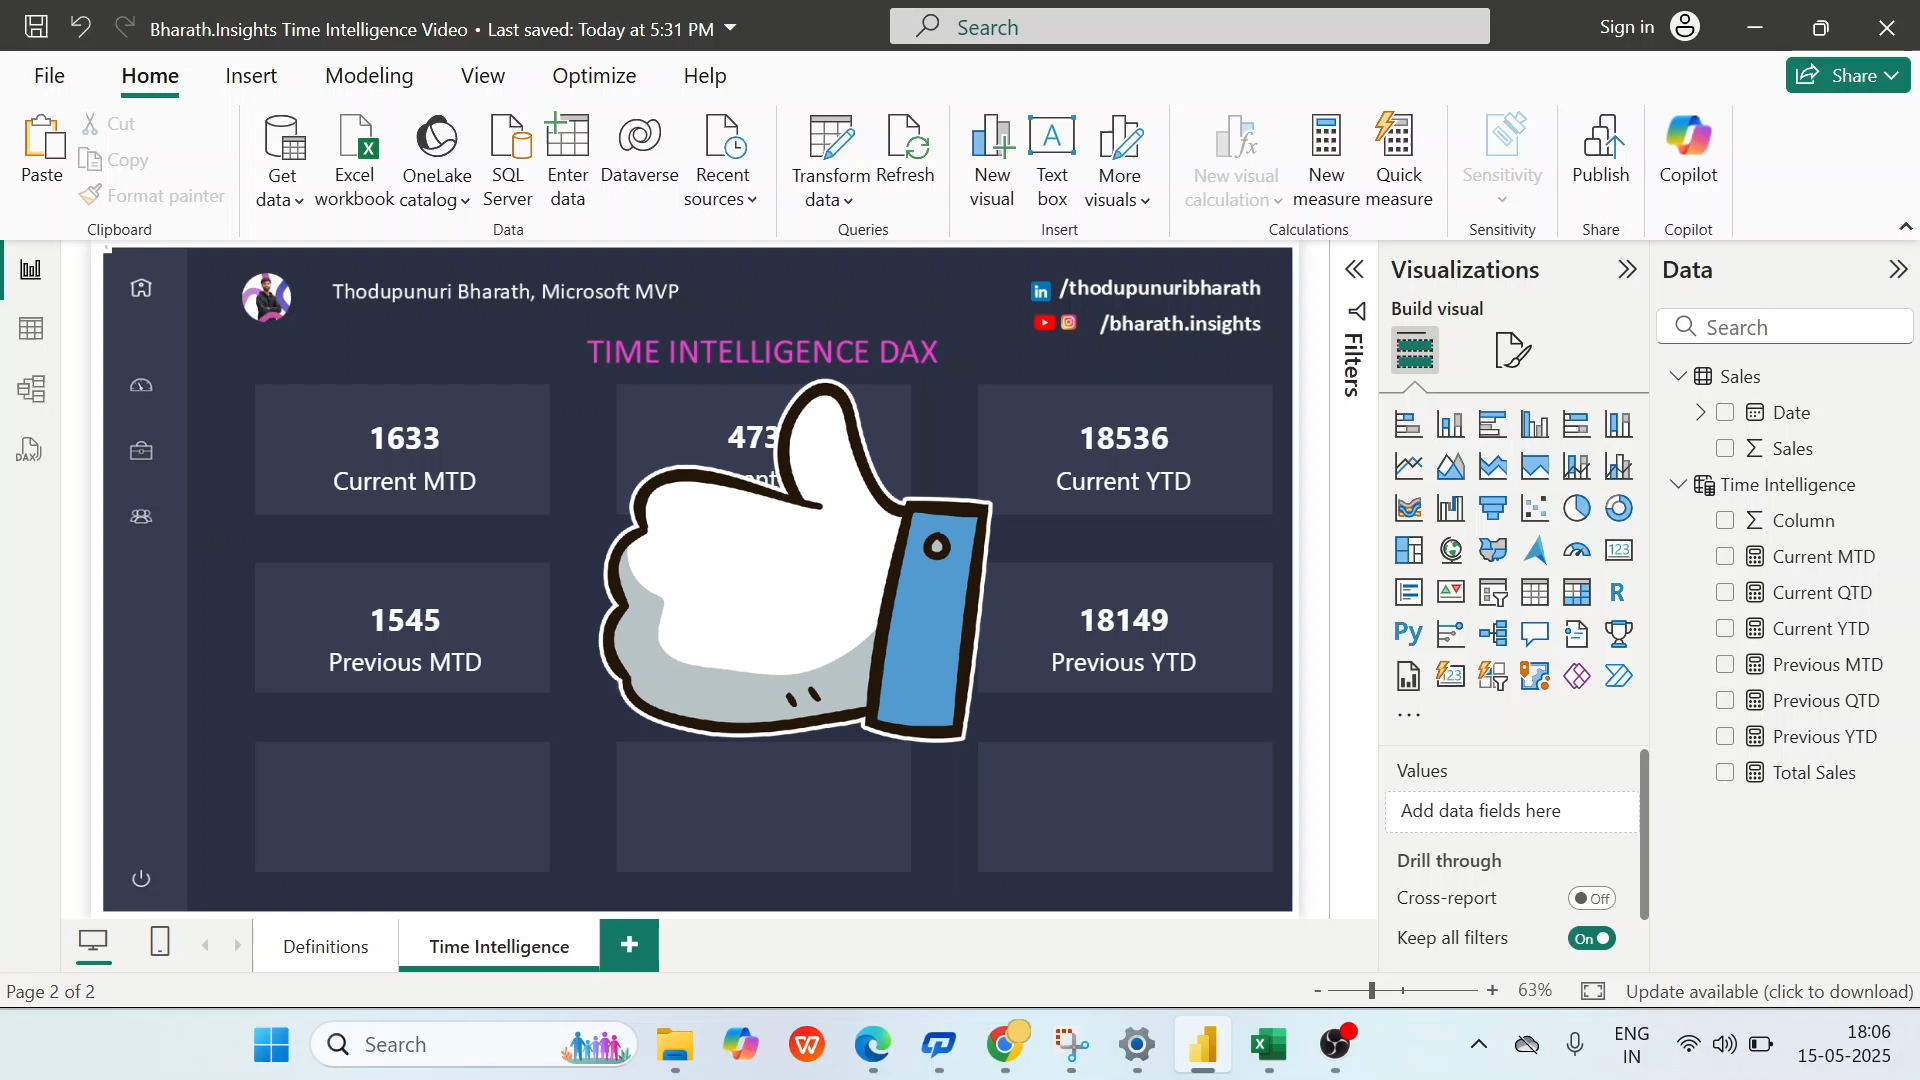 Bharath.Insights Time Intelligence Video • Last saved: Today at 5:31 PM
Search
Sign in
File
Home
Insert
Modeling
View
Optimize
Help
Share
Paste
Cut
Copy
Format painter
Clipboard
Get data
Excel workbook
OneLake catalog
SQL Server
Enter data
Dataverse
Recent sources
Data
Transform data
Refresh
Queries
New visual
Text box
More visuals
Insert
New visual calculation
New measure
Quick measure
Calculations
Sensitivity
Sensitivity
Publish
Share
Copilot
Copilot
DAX
Thodupunuri Bharath, Microsoft MVP
in /thodupunuribharath
/bharath.insights
TIME INTELLIGENCE DAX
1633
Current MTD
473
18536
Current YTD
1545
Previous MTD
18149
Previous YTD
Filters
Visualizations
Build visual
123
R
Py
123
Values
Add data fields here
Drill through
Cross-report
Off
Keep all filters
On
Data
Search
Sales
Date
Sales
Time Intelligence
Column
Current MTD
Current QTD
Current YTD
Previous MTD
Previous QTD
Previous YTD
Total Sales
Definitions
Time Intelligence
Page 2 of 2
63%
Update available (click to download)
Search
ENG
IN
18:06
15-05-2025